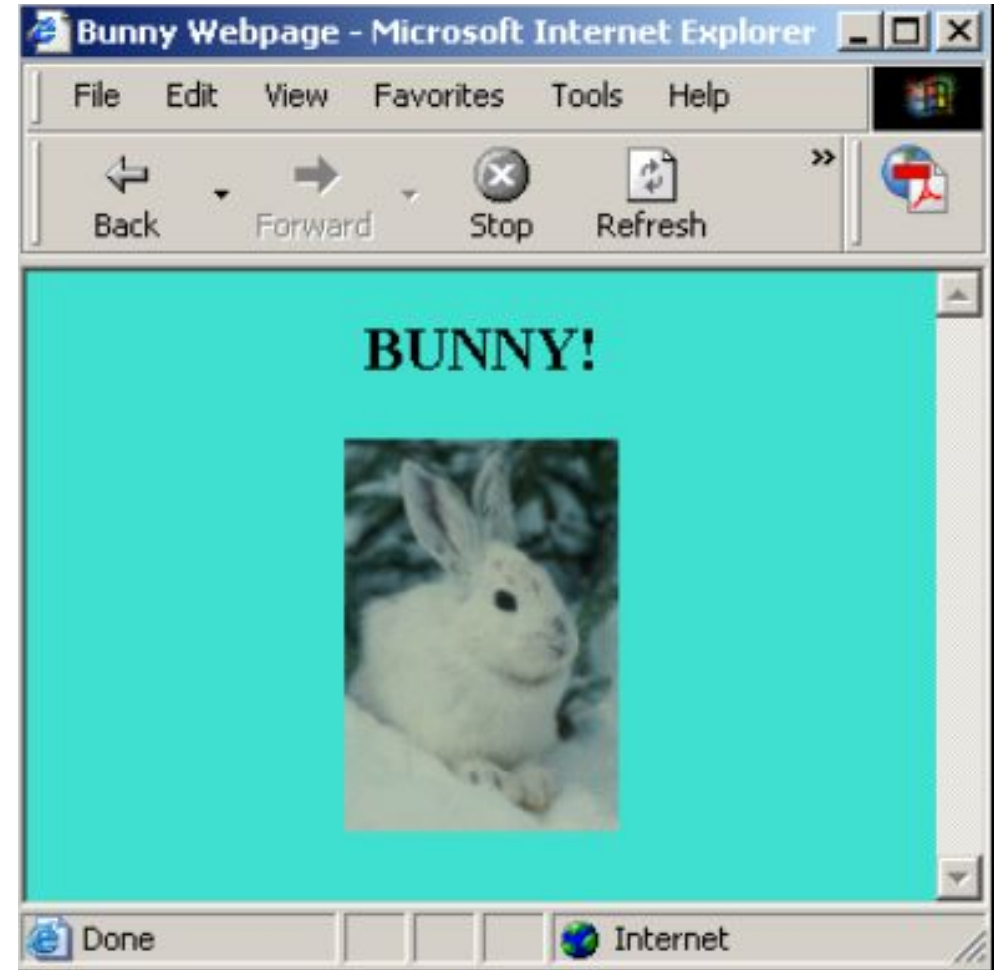 Bunny Webpage - Microsoft Internet Explorer
File Edit View Favorites Tools Help
Back Forward Stop Refresh »
BUNNY!
Done Internet